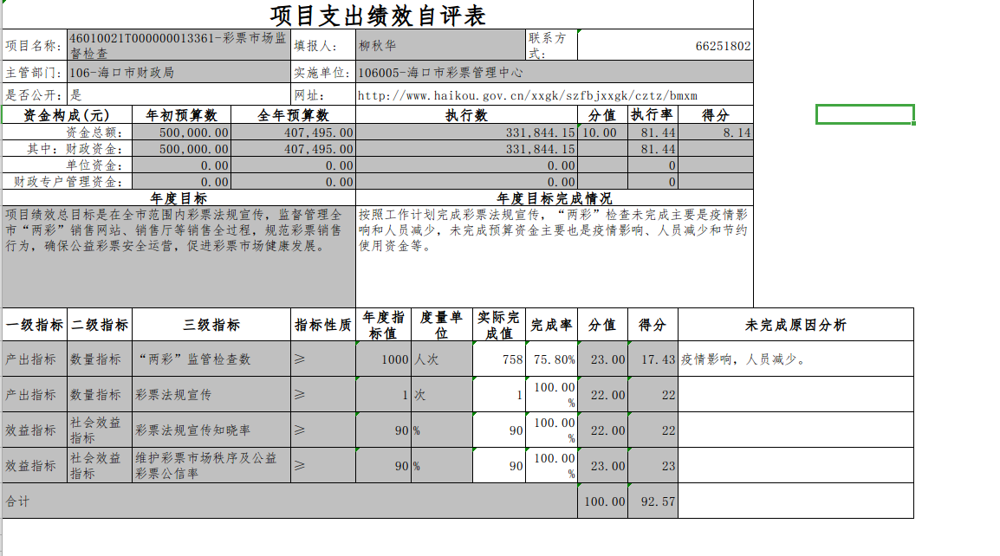 项目支出绩效自评表
项目名称: 46010021T000000013361-彩票市场监督检查 填报人: 柳秋华 联系方式: 66251802
主管部门: 106-海口市财政局 实施单位: 106005-海口市彩票管理中心
是否公开: 是 网址: http://www.haikou.gov.cn/xxgk/szfbjxxgk/cztz/bmxm
资金构成(元) 年初预算数 全年预算数 执行数 分值 执行率 得分
资金总额: 500,000.00 407,495.00 331,844.15 10.00 81.44 8.14
其中: 财政资金: 500,000.00 407,495.00 331,844.15 81.44
单位资金: 0.00 0.00 0.00 0
财政专户管理资金: 0.00 0.00 0.00 0
年度目标 年度目标完成情况
项目绩效总目标是在全市范围内彩票法规宣传，监督管理全
市“两彩”销售网站、销售厅等销售全过程，规范彩票销售
行为，确保公益彩票安全运营，促进彩票市场健康发展。
按照工作计划完成彩票法规宣传，“两彩”检查未完成主要是疫情影
响和人员减少，未完成预算资金主要也是疫情影响、人员减少和节约
使用资金等。
一级指标 二级指标 三级指标 指标性质 年度指标值 度量单位 实际完成值 完成率 分值 得分 未完成原因分析
产出指标 数量指标 “两彩”监管检查数 ≥ 1000 人次 758 75.80% 23.00 17.43 疫情影响，人员减少。
产出指标 数量指标 彩票法规宣传 ≥ 1 次 1 100.00% 22.00 22
效益指标 社会效益指标 彩票法规宣传知晓率 ≥ 90 % 90 100.00% 22.00 22
效益指标 社会效益指标 维护彩票市场秩序及公益彩票公信率 ≥ 90 % 90 100.00% 23.00 23
合计 100.00 92.57